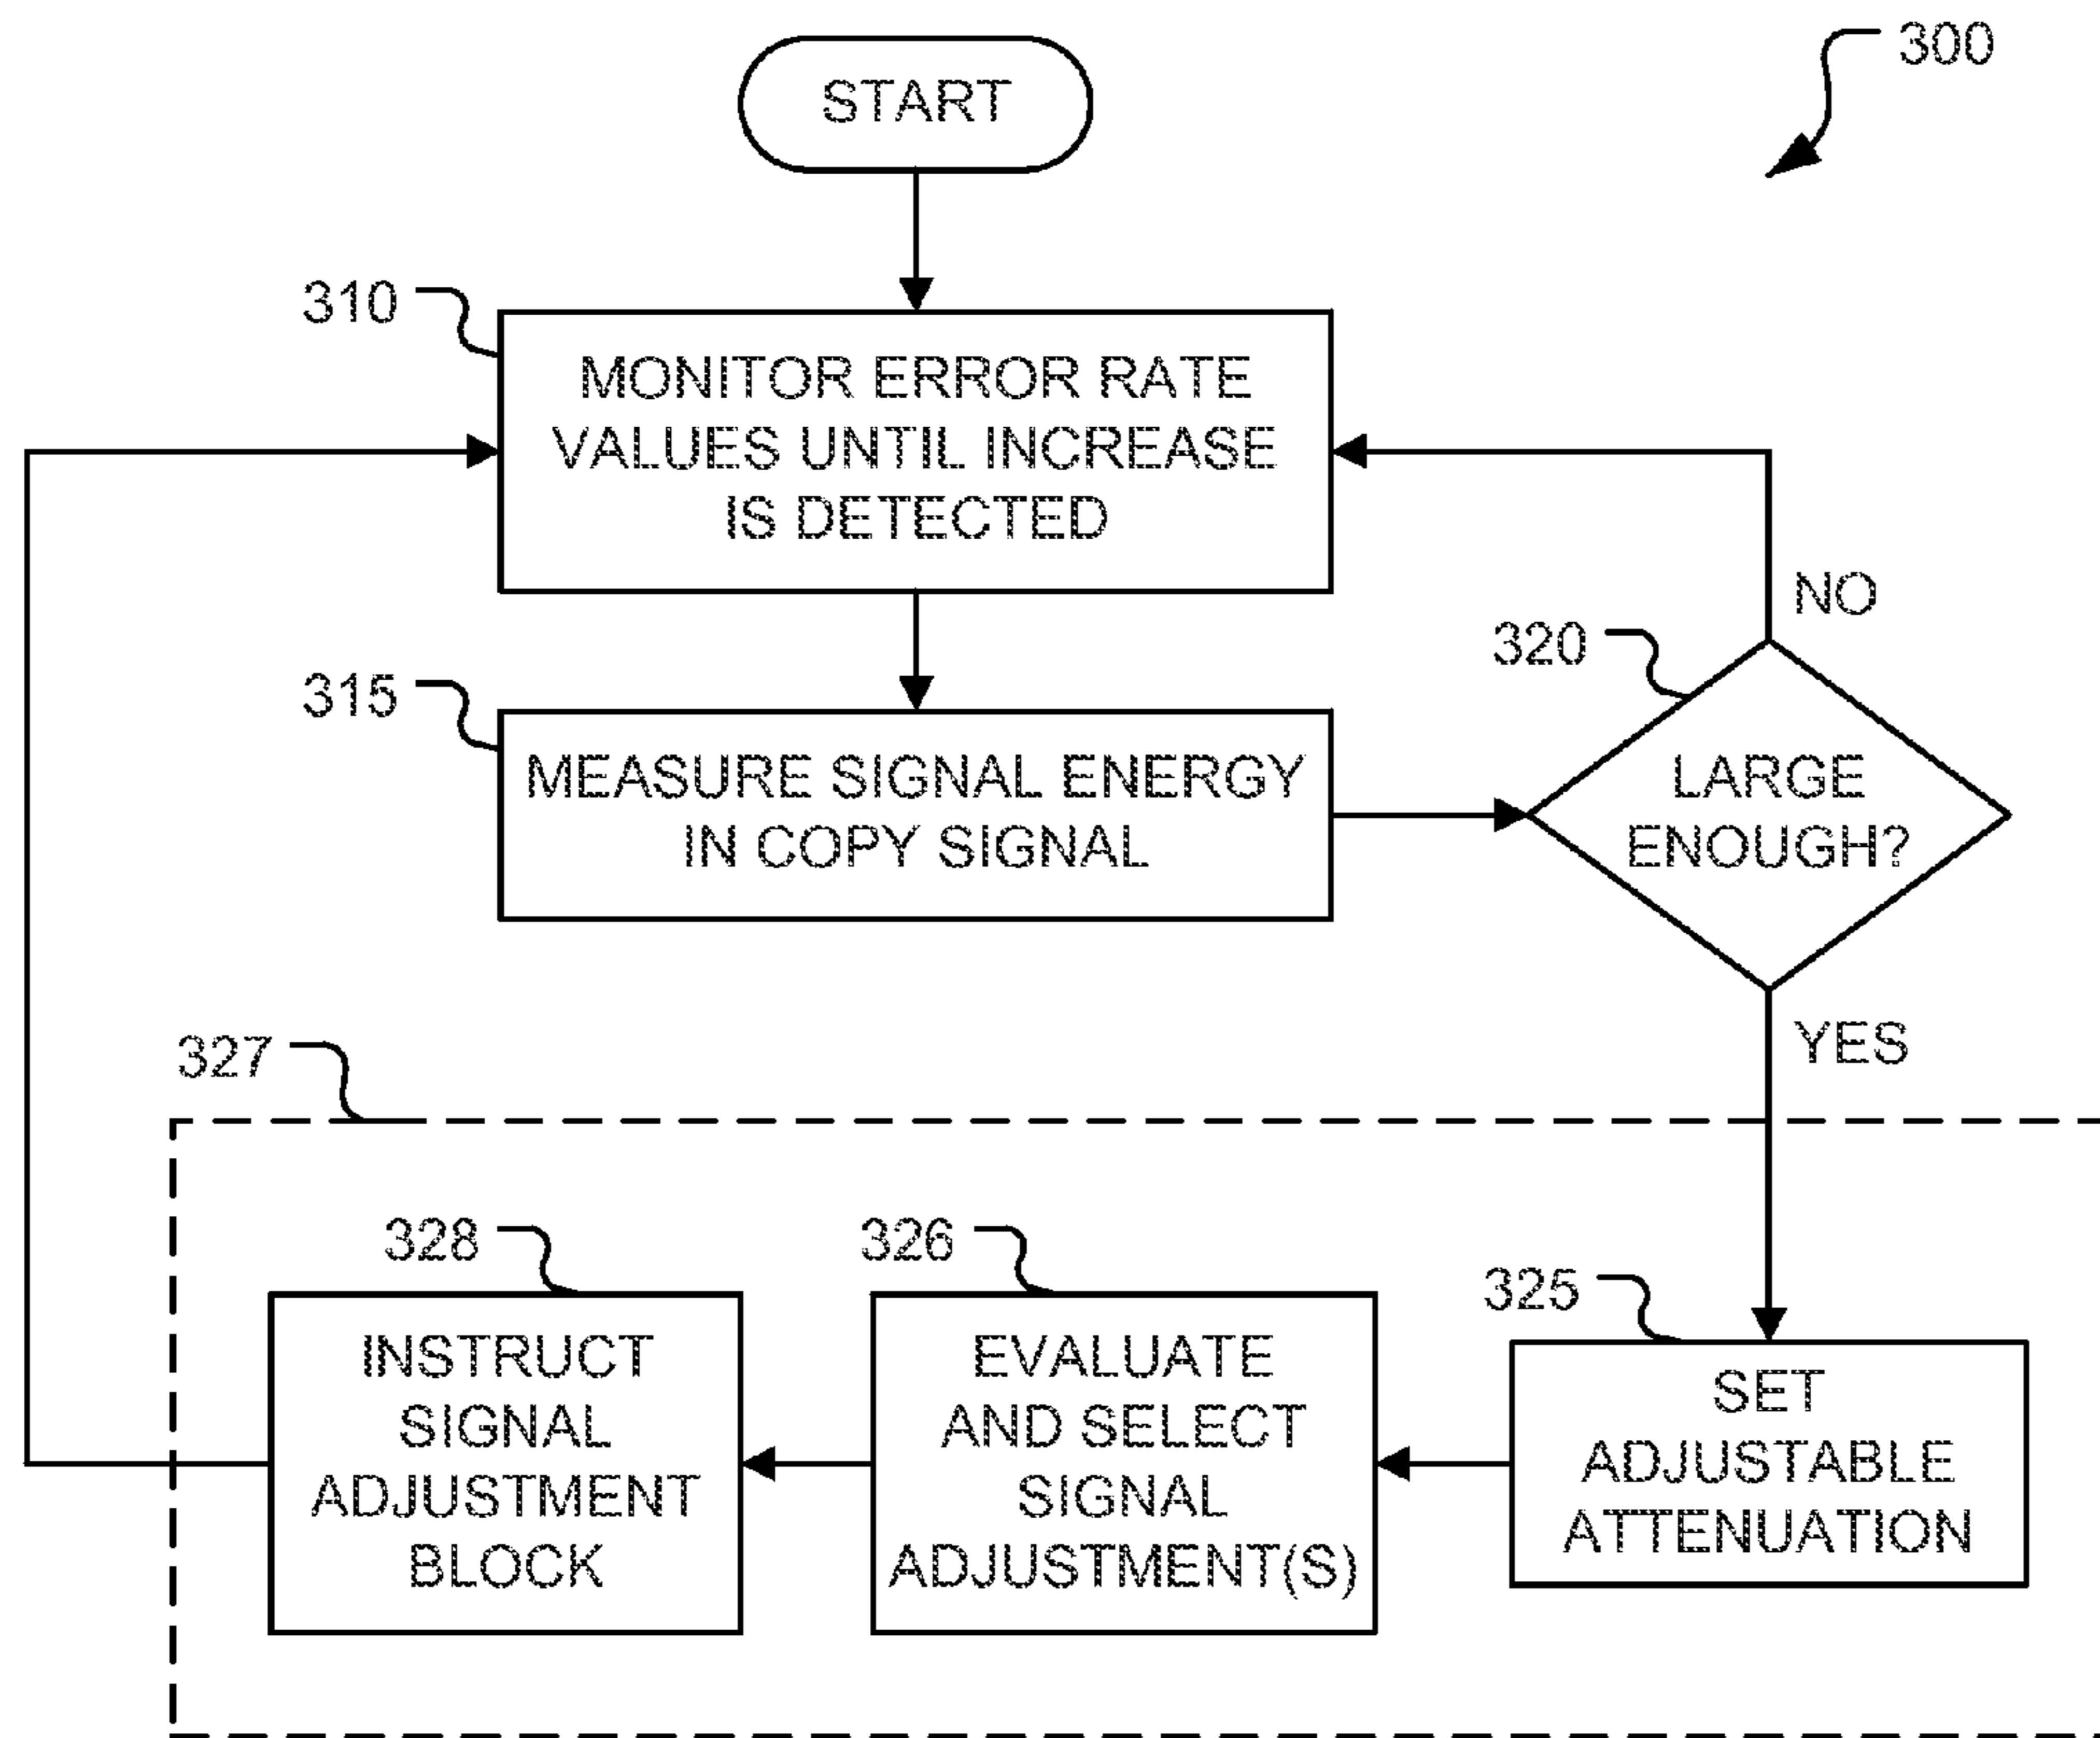 300
START
310
MONITOR ERROR RATE
VALUES UNTIL INCREASE
IS DETECTED
NO
320
315
MEASURE SIGNAL ENERGY
IN COPY SIGNAL
LARGE
ENOUGH?
YES
327
328
326
325
INSTRUCT
SIGNAL
ADJUSTMENT
BLOCK
EVALUATE
AND SELECT
SIGNAL
ADJUSTMENT(S)
SET
ADJUSTABLE
ATTENUATION